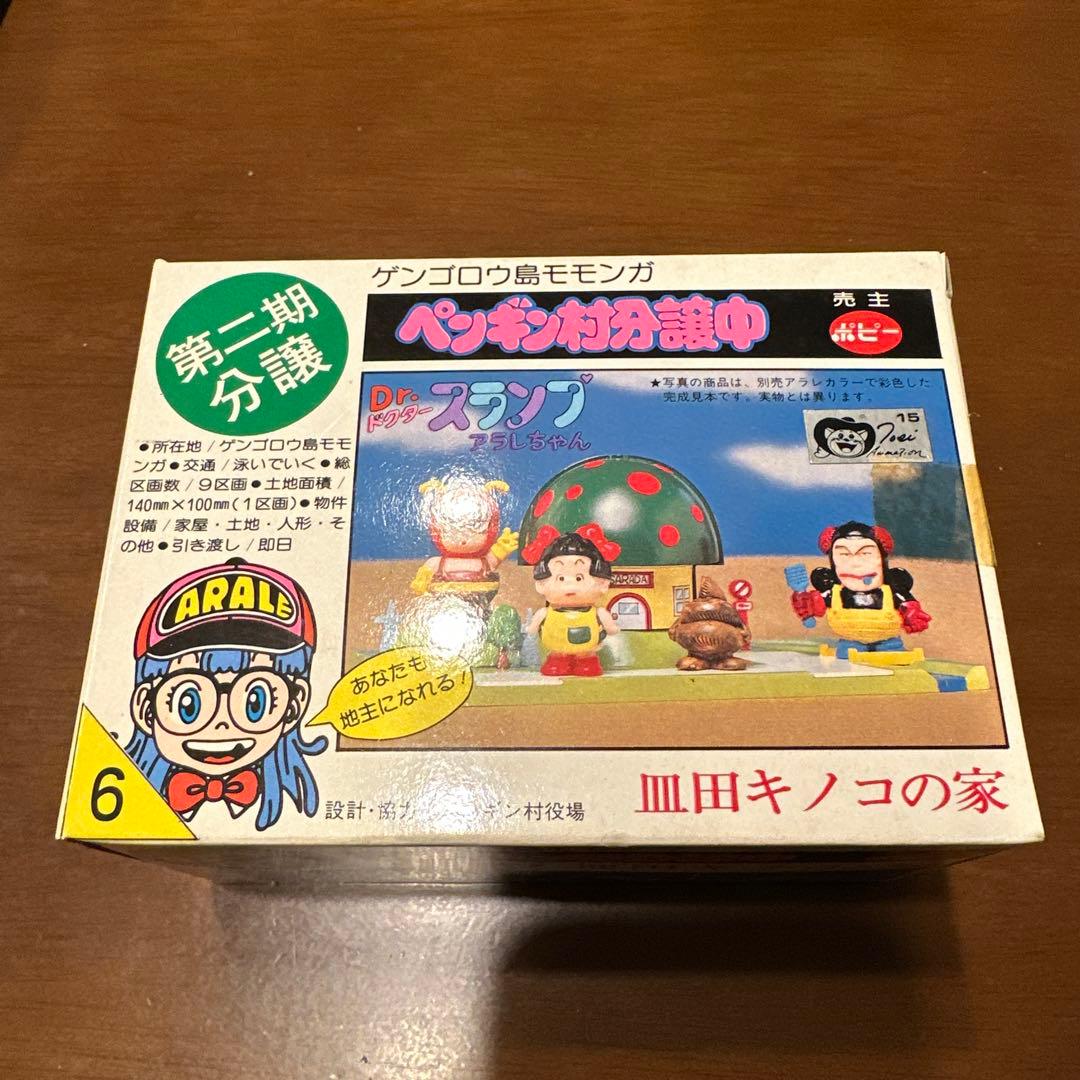 第二期
分譲
ゲンゴロウ島モモンガ
ペンギン村分譲中
売主
ポピー
Dr.
ドクター
スランプ
アラレちゃん
★写真の商品は、別売アラレカラーで彩色した
完成見本です。実物とは異ります。
15
●所在地/ゲンゴロウ島モモ
ンガ●交通/泳いでいく●総
区画数/9区画●土地面積/
140mm×100mm(1区画)●物件
設備/家屋・土地・人形・そ
の他●引き渡し/即日
SARADA
ARALE
あなたも
地主になれる!
6
設計・協力
ギン村役場
皿田キノコの家